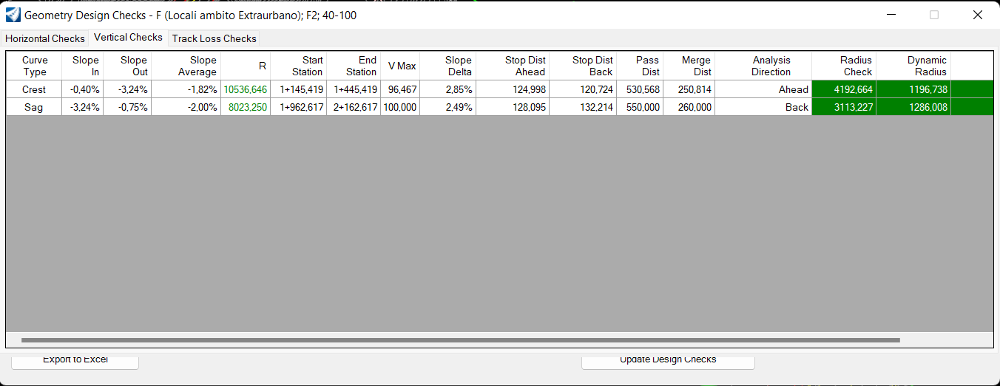 Geometry Design Checks - F (Locali ambito Extraurbano); F2; 40-100
Horizontal Checks Vertical Checks Track Loss Checks
Curve Type Slope In Slope Out Slope Average R Start Station End Station V Max Slope Delta Stop Dist Ahead Stop Dist Back Pass Dist Merge Dist Analysis Direction Radius Check Dynamic Radius
Crest -0,40% -3,24% -1,82% 10536,646 1+145,419 1+445,419 96,467 2,85% 124,998 120,724 530,568 250,814 Ahead 4192,664 1196,738
Sag -3,24% -0,75% -2,00% 8023,250 1+962,617 2+162,617 100,000 2,49% 128,095 132,214 550,000 260,000 Back 3113,227 1286,008
Export to Excel Update Design Checks